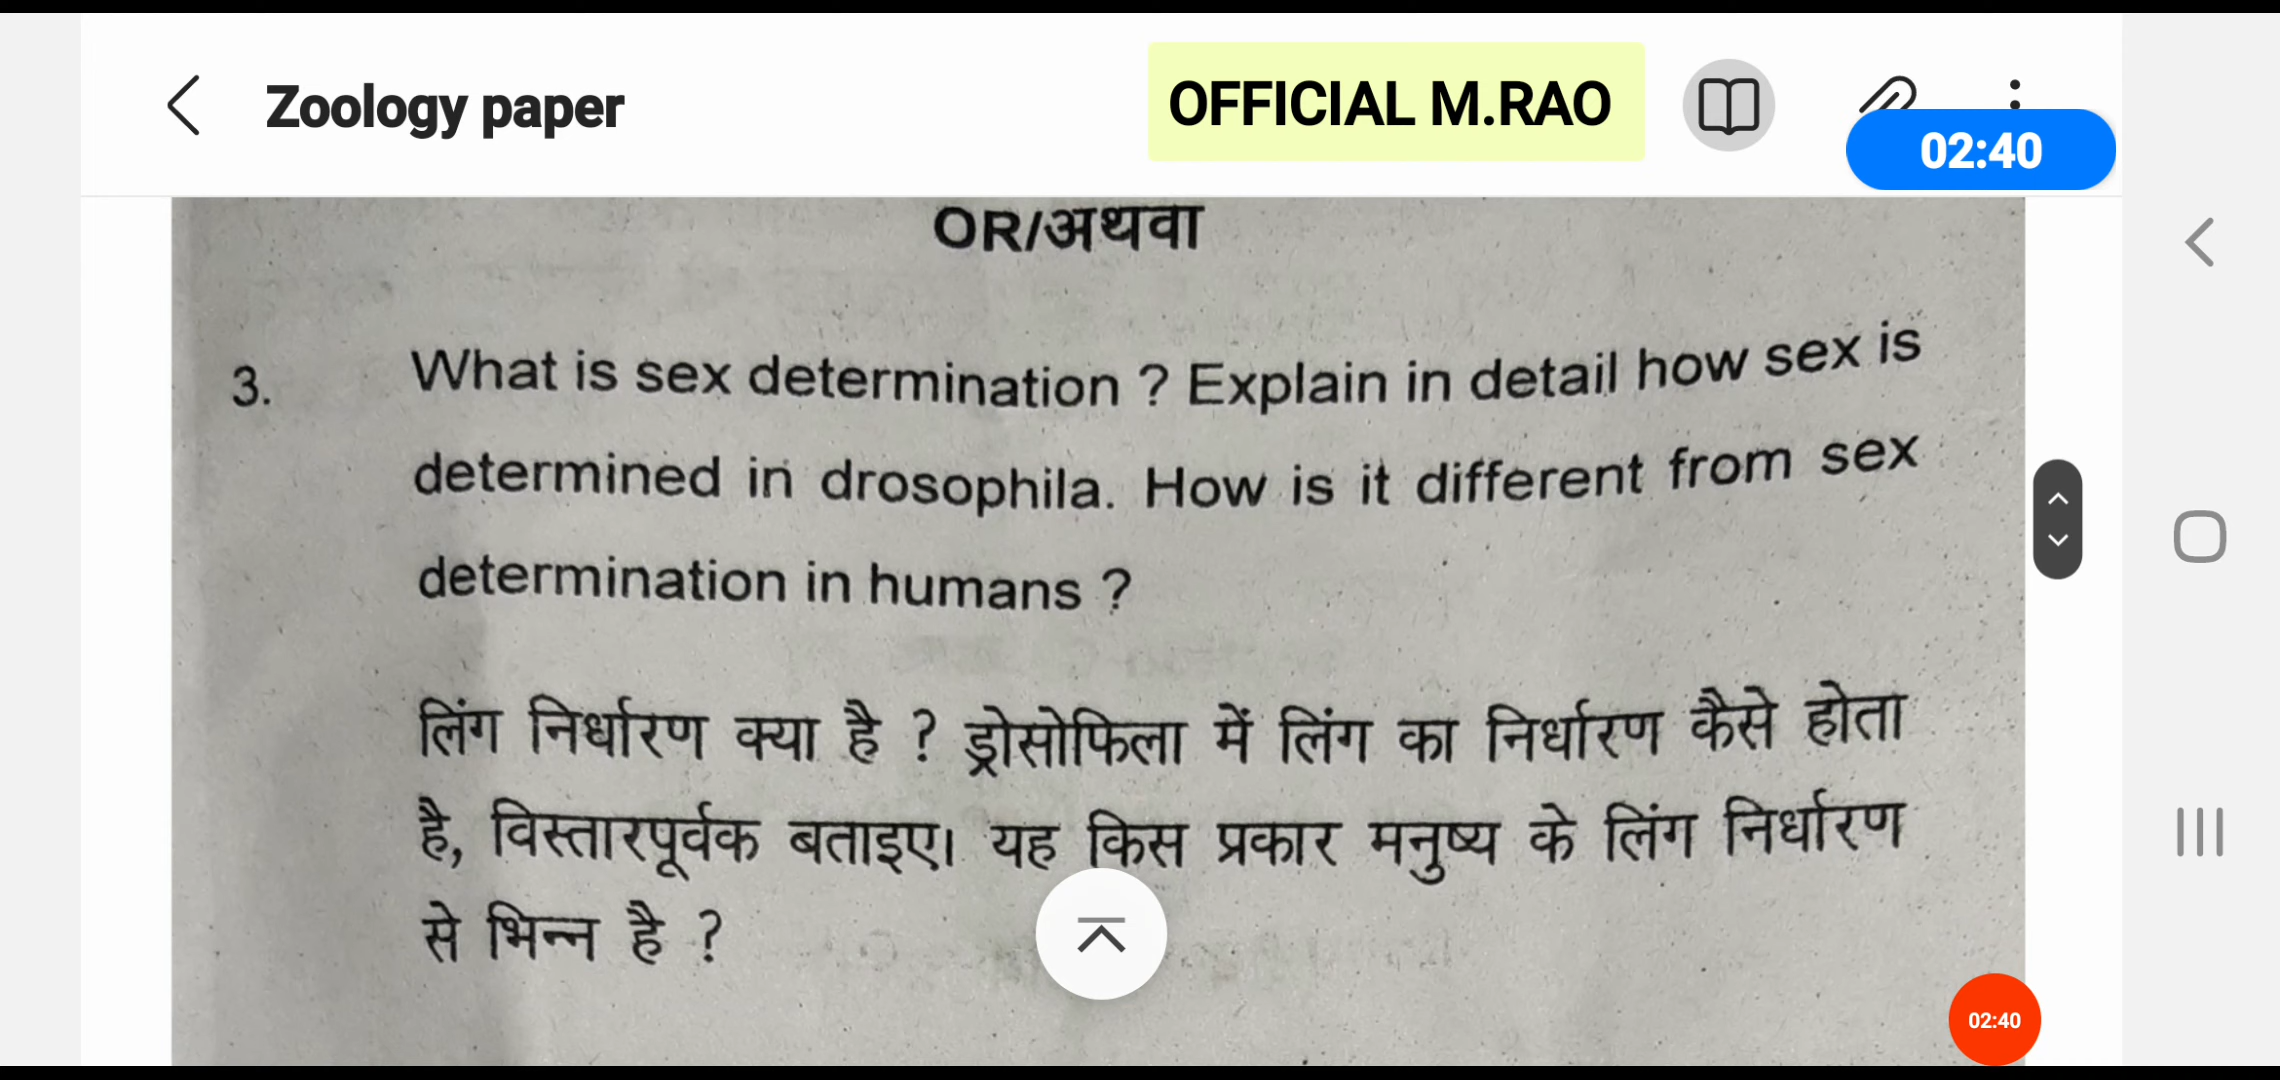 Zoology paper
OFFICIAL M.RAO
02:40
OR/अथवा
3. What is sex determination ? Explain in detail how sex is
determined in drosophila. How is it different from sex
determination in humans ?
लिंग निर्धारण क्या है ? ड्रोसोफिला में लिंग का निर्धारण कैसे होता
है, विस्तारपूर्वक बताइए। यह किस प्रकार मनुष्य के लिंग निर्धारण
से भिन्न है ?
02:40